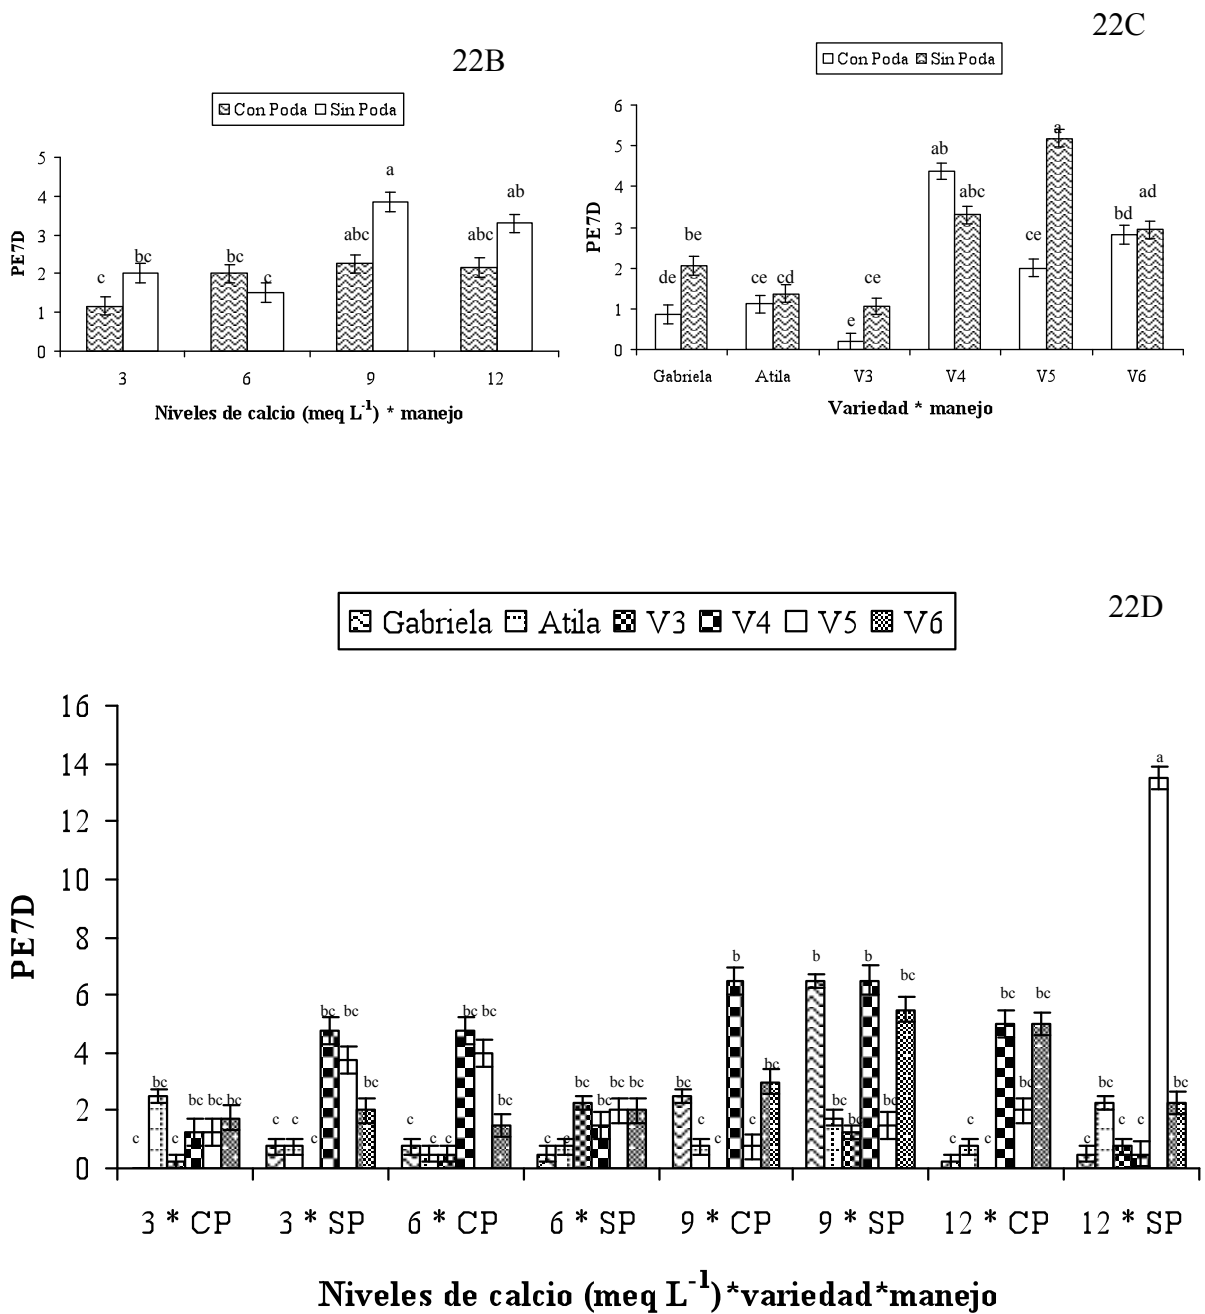 22B
Con Poda Sin Poda
PE7D
5
4
3
2
1
0
c bc bc c abc a abc ab
3 6 9 12
Niveles de calcio (meq L-1) * manejo
22C
Con Poda Sin Poda
PE7D
6
5
4
3
2
1
0
de be ce cd e ce ab abc ce a bd ad
Gabriela Atila V3 V4 V5 V6
Variedad * manejo
22D
Gabriela Atila V3 V4 V5 V6
PE7D
16
14
12
10
8
6
4
2
0
c bc c bc bc bc
c c c bc bc bc
c c c bc bc bc
c c bc bc bc bc
bc c c b c bc
b bc bc b bc bc
c c c bc bc bc
c bc c c a bc
3 * CP 3 * SP 6 * CP 6 * SP 9 * CP 9 * SP 12 * CP 12 * SP
Niveles de calcio (meq L-1)*variedad*manejo